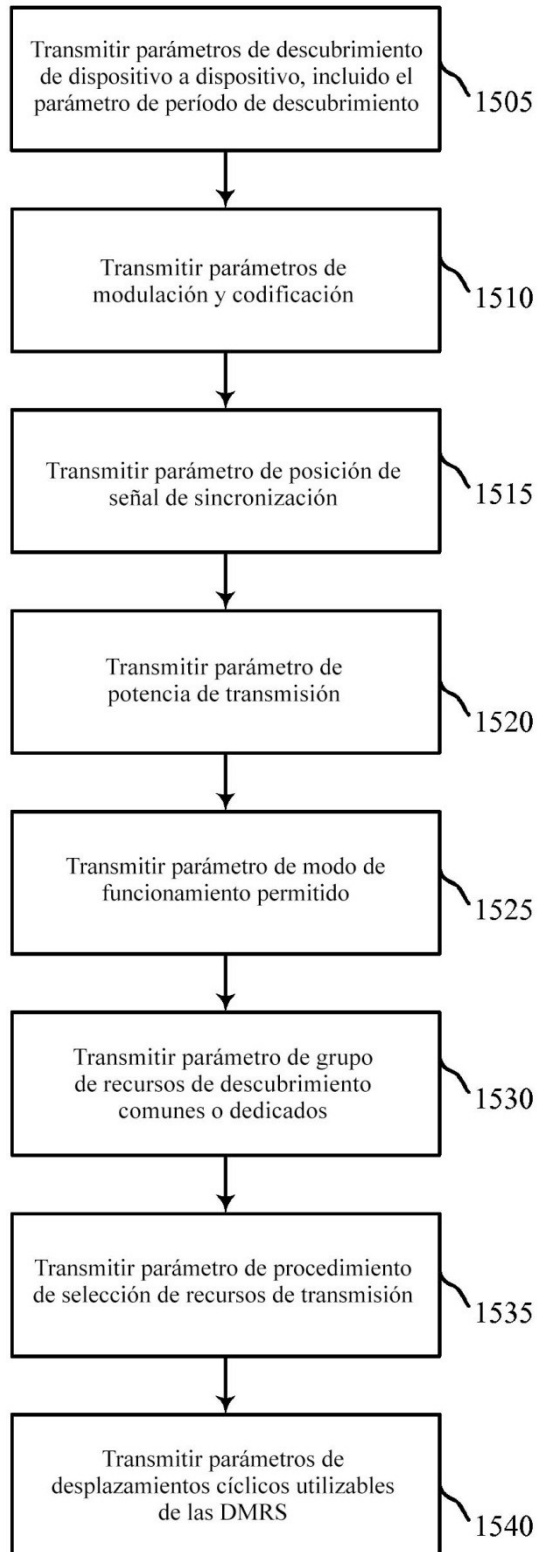 Transmitir parámetros de descubrimiento
de dispositivo a dispositivo, incluido el
parámetro de período de descubrimiento
1505
Transmitir parámetros de
modulación y codificación
1510
Transmitir parámetro de posición de
señal de sincronización
1515
Transmitir parámetro de
potencia de transmisión
1520
Transmitir parámetro de modo de
funcionamiento permitido
1525
Transmitir parámetro de grupo
de recursos de descubrimiento
comunes o dedicados
1530
Transmitir parámetro de procedimiento
de selección de recursos de transmisión
1535
Transmitir parámetros de
desplazamientos cíclicos utilizables
de las DMRS
1540